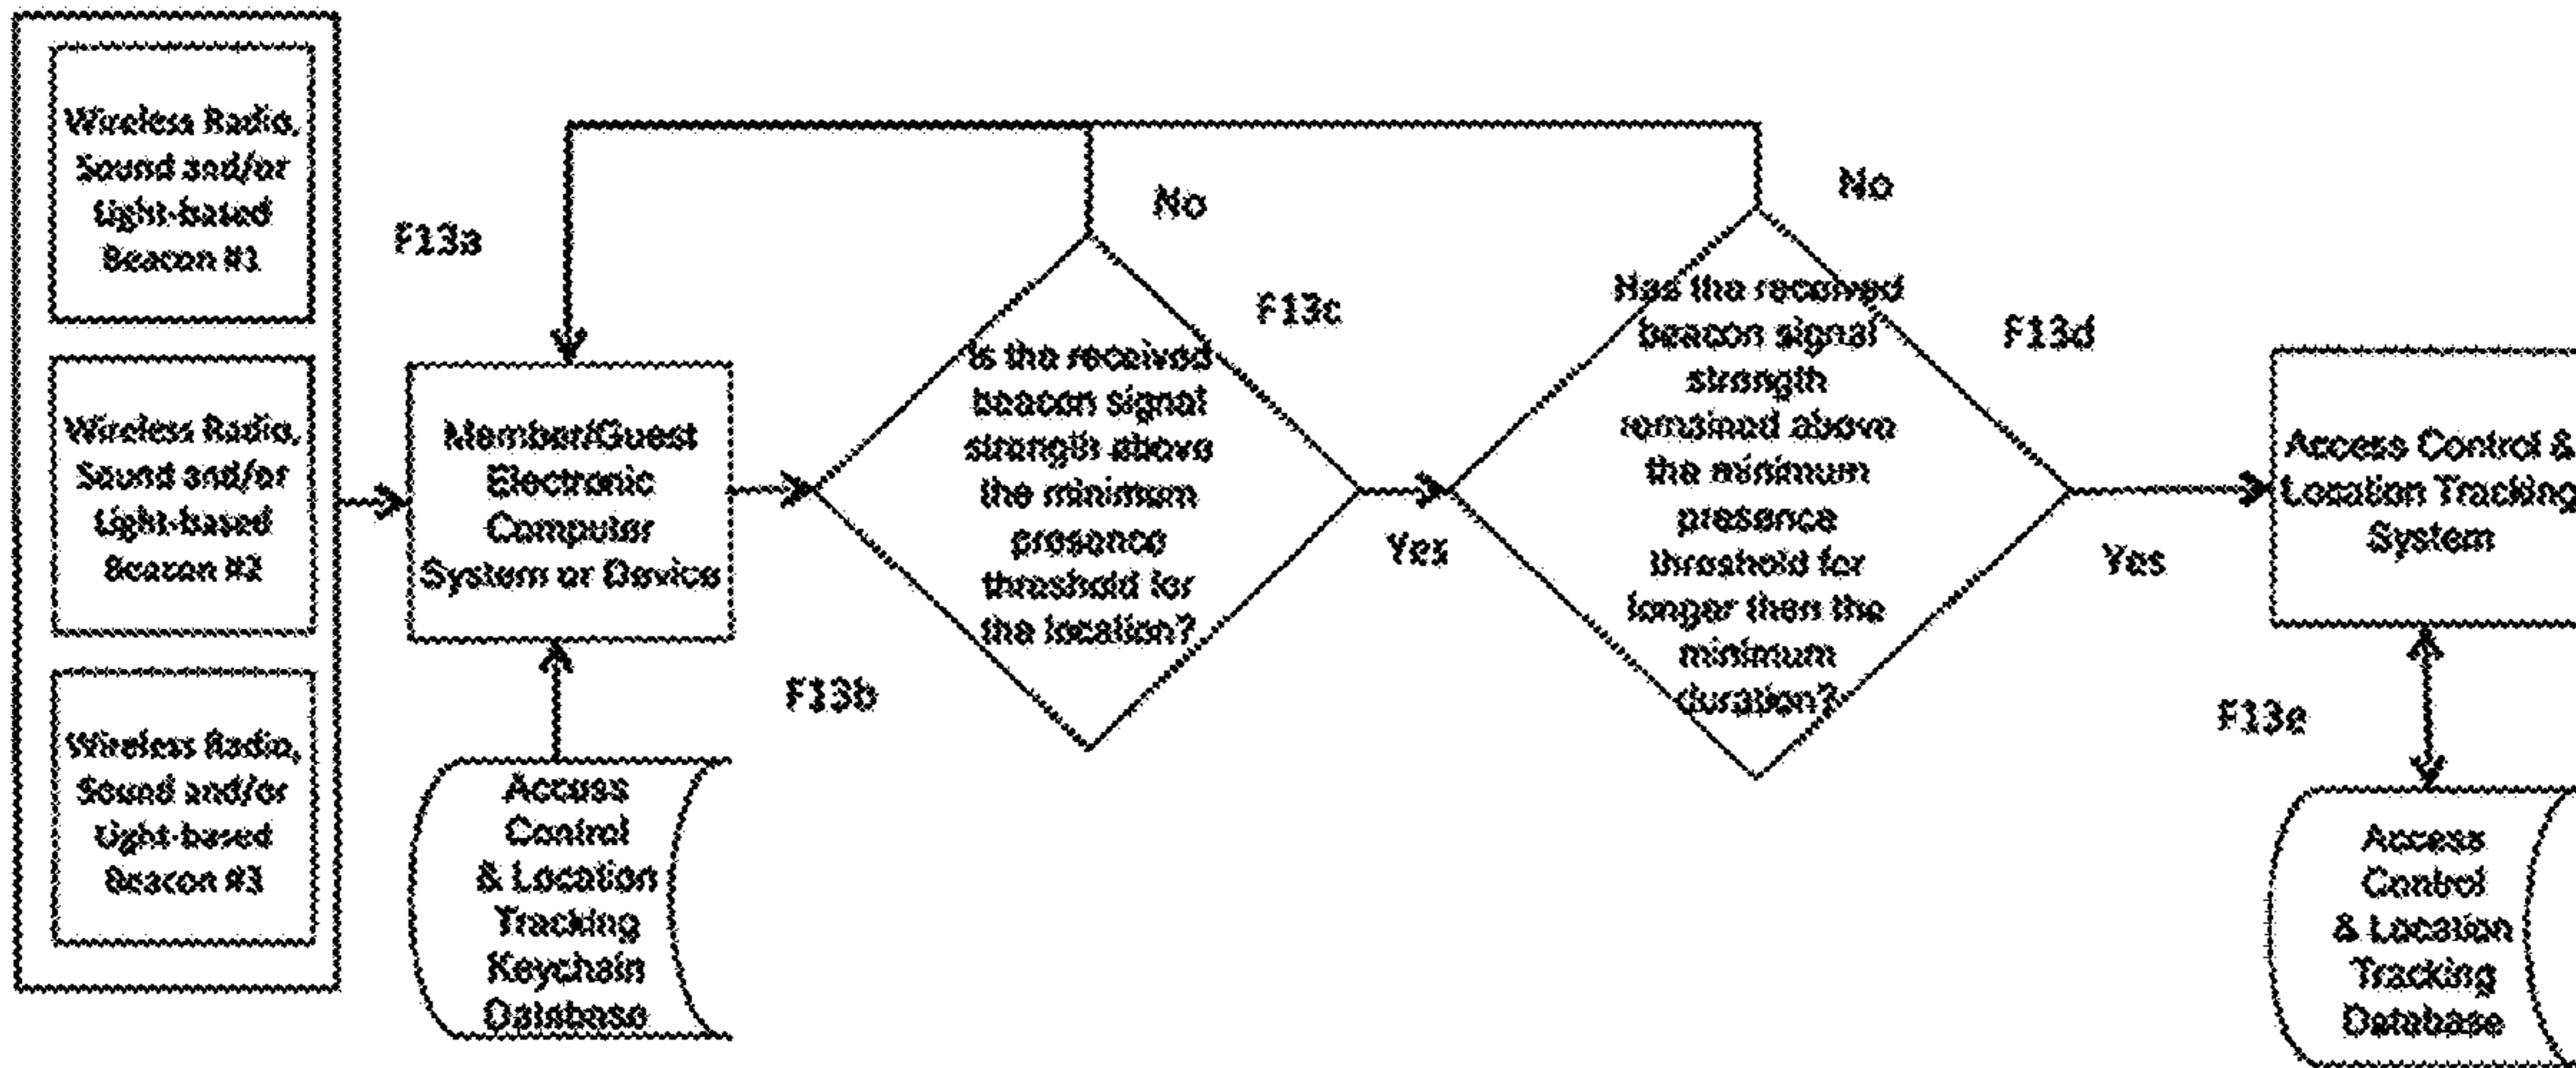 Wireless Radio,
Sound and/or
Light-based
Beacon #1
Wireless Radio,
Sound and/or
Light-based
Beacon #2
Wireless Radio,
Sound and/or
Light-based
Beacon #3
F13a
Member/Guest
Electronic
Computer
System or Device
F13b
Access
Control
& Location
Tracking
Keychain
Database
No
F13c
Is the received
beacon signal
strength above
the minimum
presence
threshold for
the location?
Yes
No
F13d
Has the received
beacon signal
strength
remained above
the minimum
presence
threshold for
longer then the
minimum
duration?
Yes
Access Control &
Location Tracking
System
F13e
Access
Control
& Location
Tracking
Database